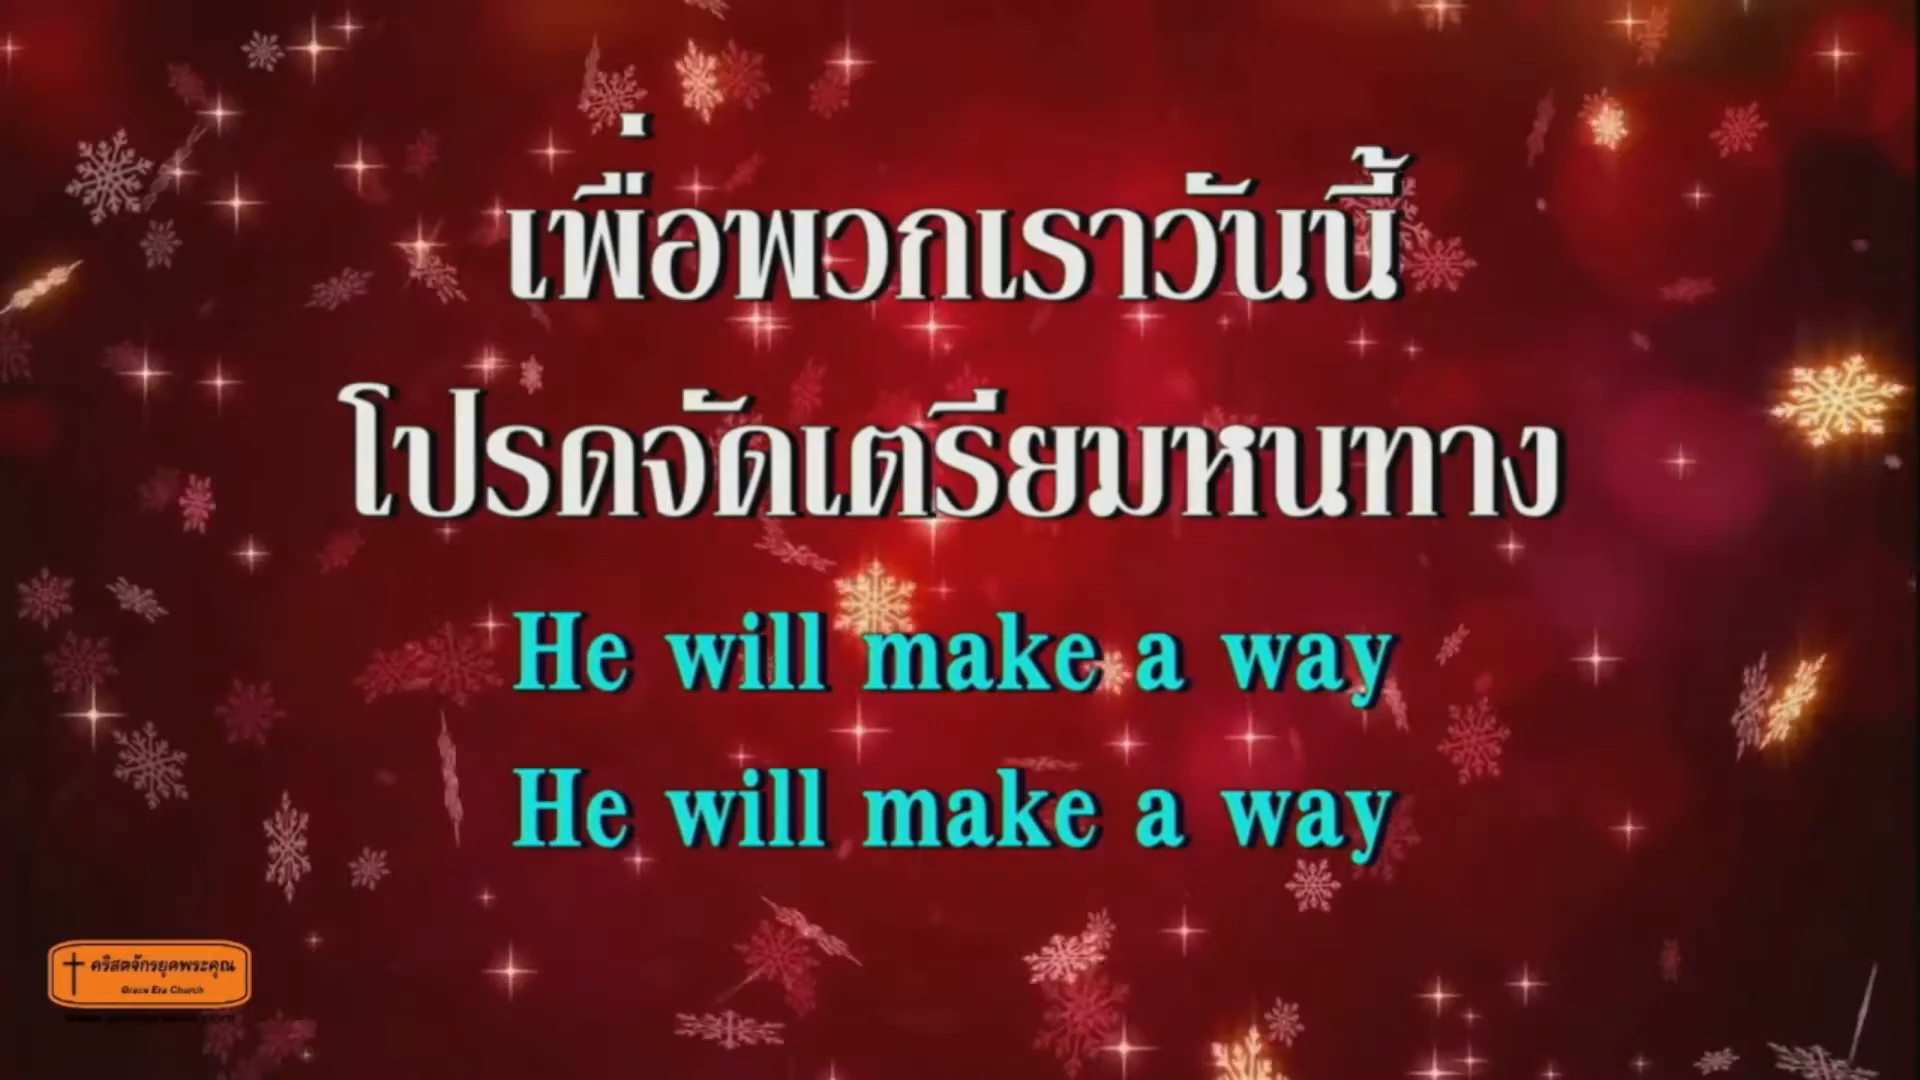 เพื่อพวกเราวันนี้
โปรดจัดเตรียมหนทาง
He will make a way
He will make a way
คริสตจักรยุคพระคุณ
Grace Era Church